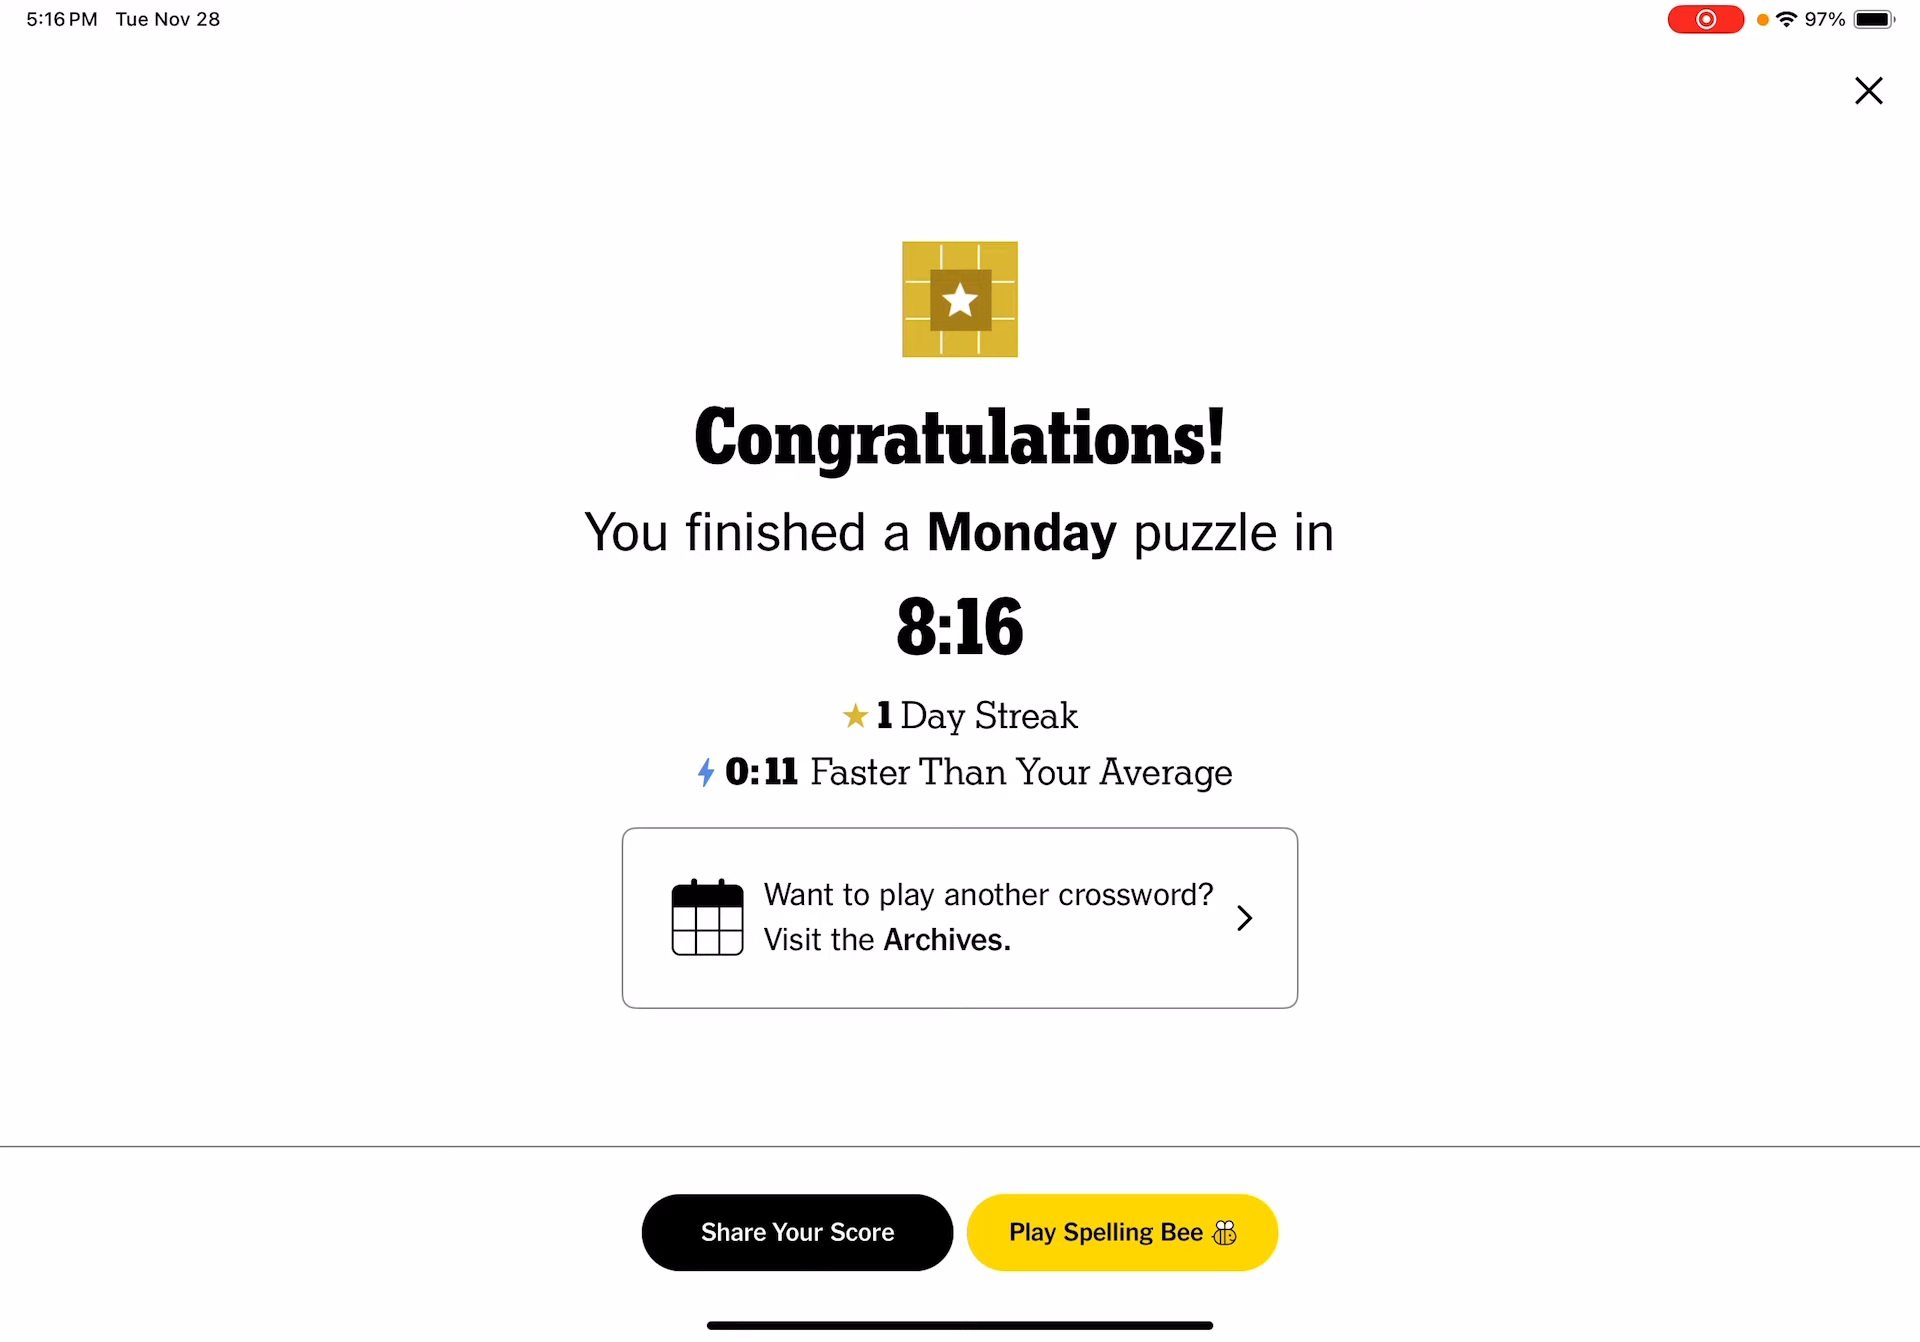 5:16 PM Tue Nov 28
97%
Congratulations!
You finished a Monday puzzle in
8:16
1 Day Streak
0:11 Faster Than Your Average
Want to play another crossword?
Visit the Archives.
Share Your Score
Play Spelling Bee